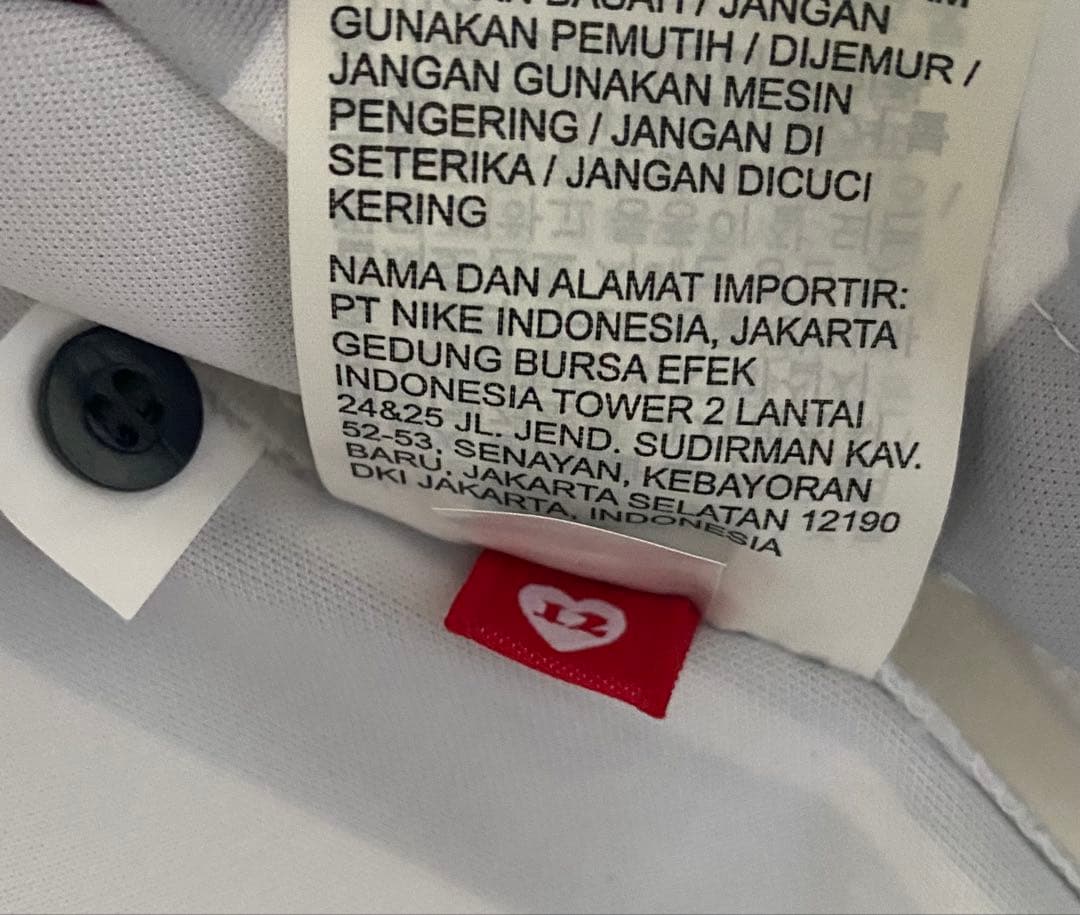 JANGAN
GUNAKAN PEMUTIH / DIJEMUR /
JANGAN GUNAKAN MESIN
PENGERING / JANGAN DI
SETERIKA / JANGAN DICUCI
KERING
NAMA DAN ALAMAT IMPORTIR:
PT NIKE INDONESIA, JAKARTA
GEDUNG BURSA EFEK
INDONESIA TOWER 2 LANTAI
24&25 JL. JEND. SUDIRMAN KAV.
52-53, SENAYAN, KEBAYORAN
BARU, JAKARTA SELATAN 12190
DKI JAKARTA, INDONESIA
12